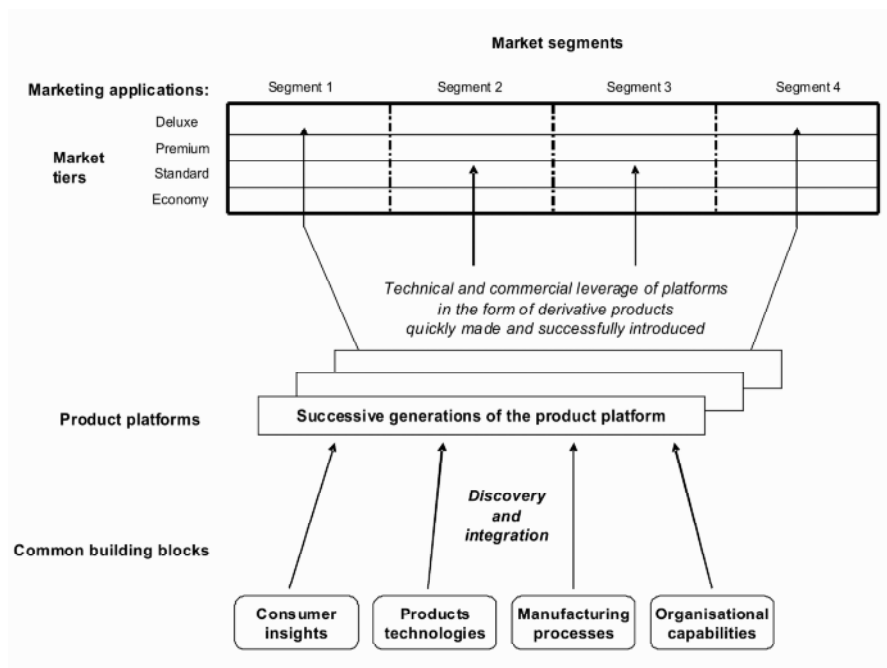 Market segments
Marketing applications:
Segment 1
Segment 2
Segment 3
Segment 4
Market
tiers
Deluxe
Premium
Standard
Economy
Technical and commercial leverage of platforms
in the form of derivative products
quickly made and successfully introduced
Product platforms
Successive generations of the product platform
Discovery
and
integration
Common building blocks
Consumer
insights
Products
technologies
Manufacturing
processes
Organisational
capabilities